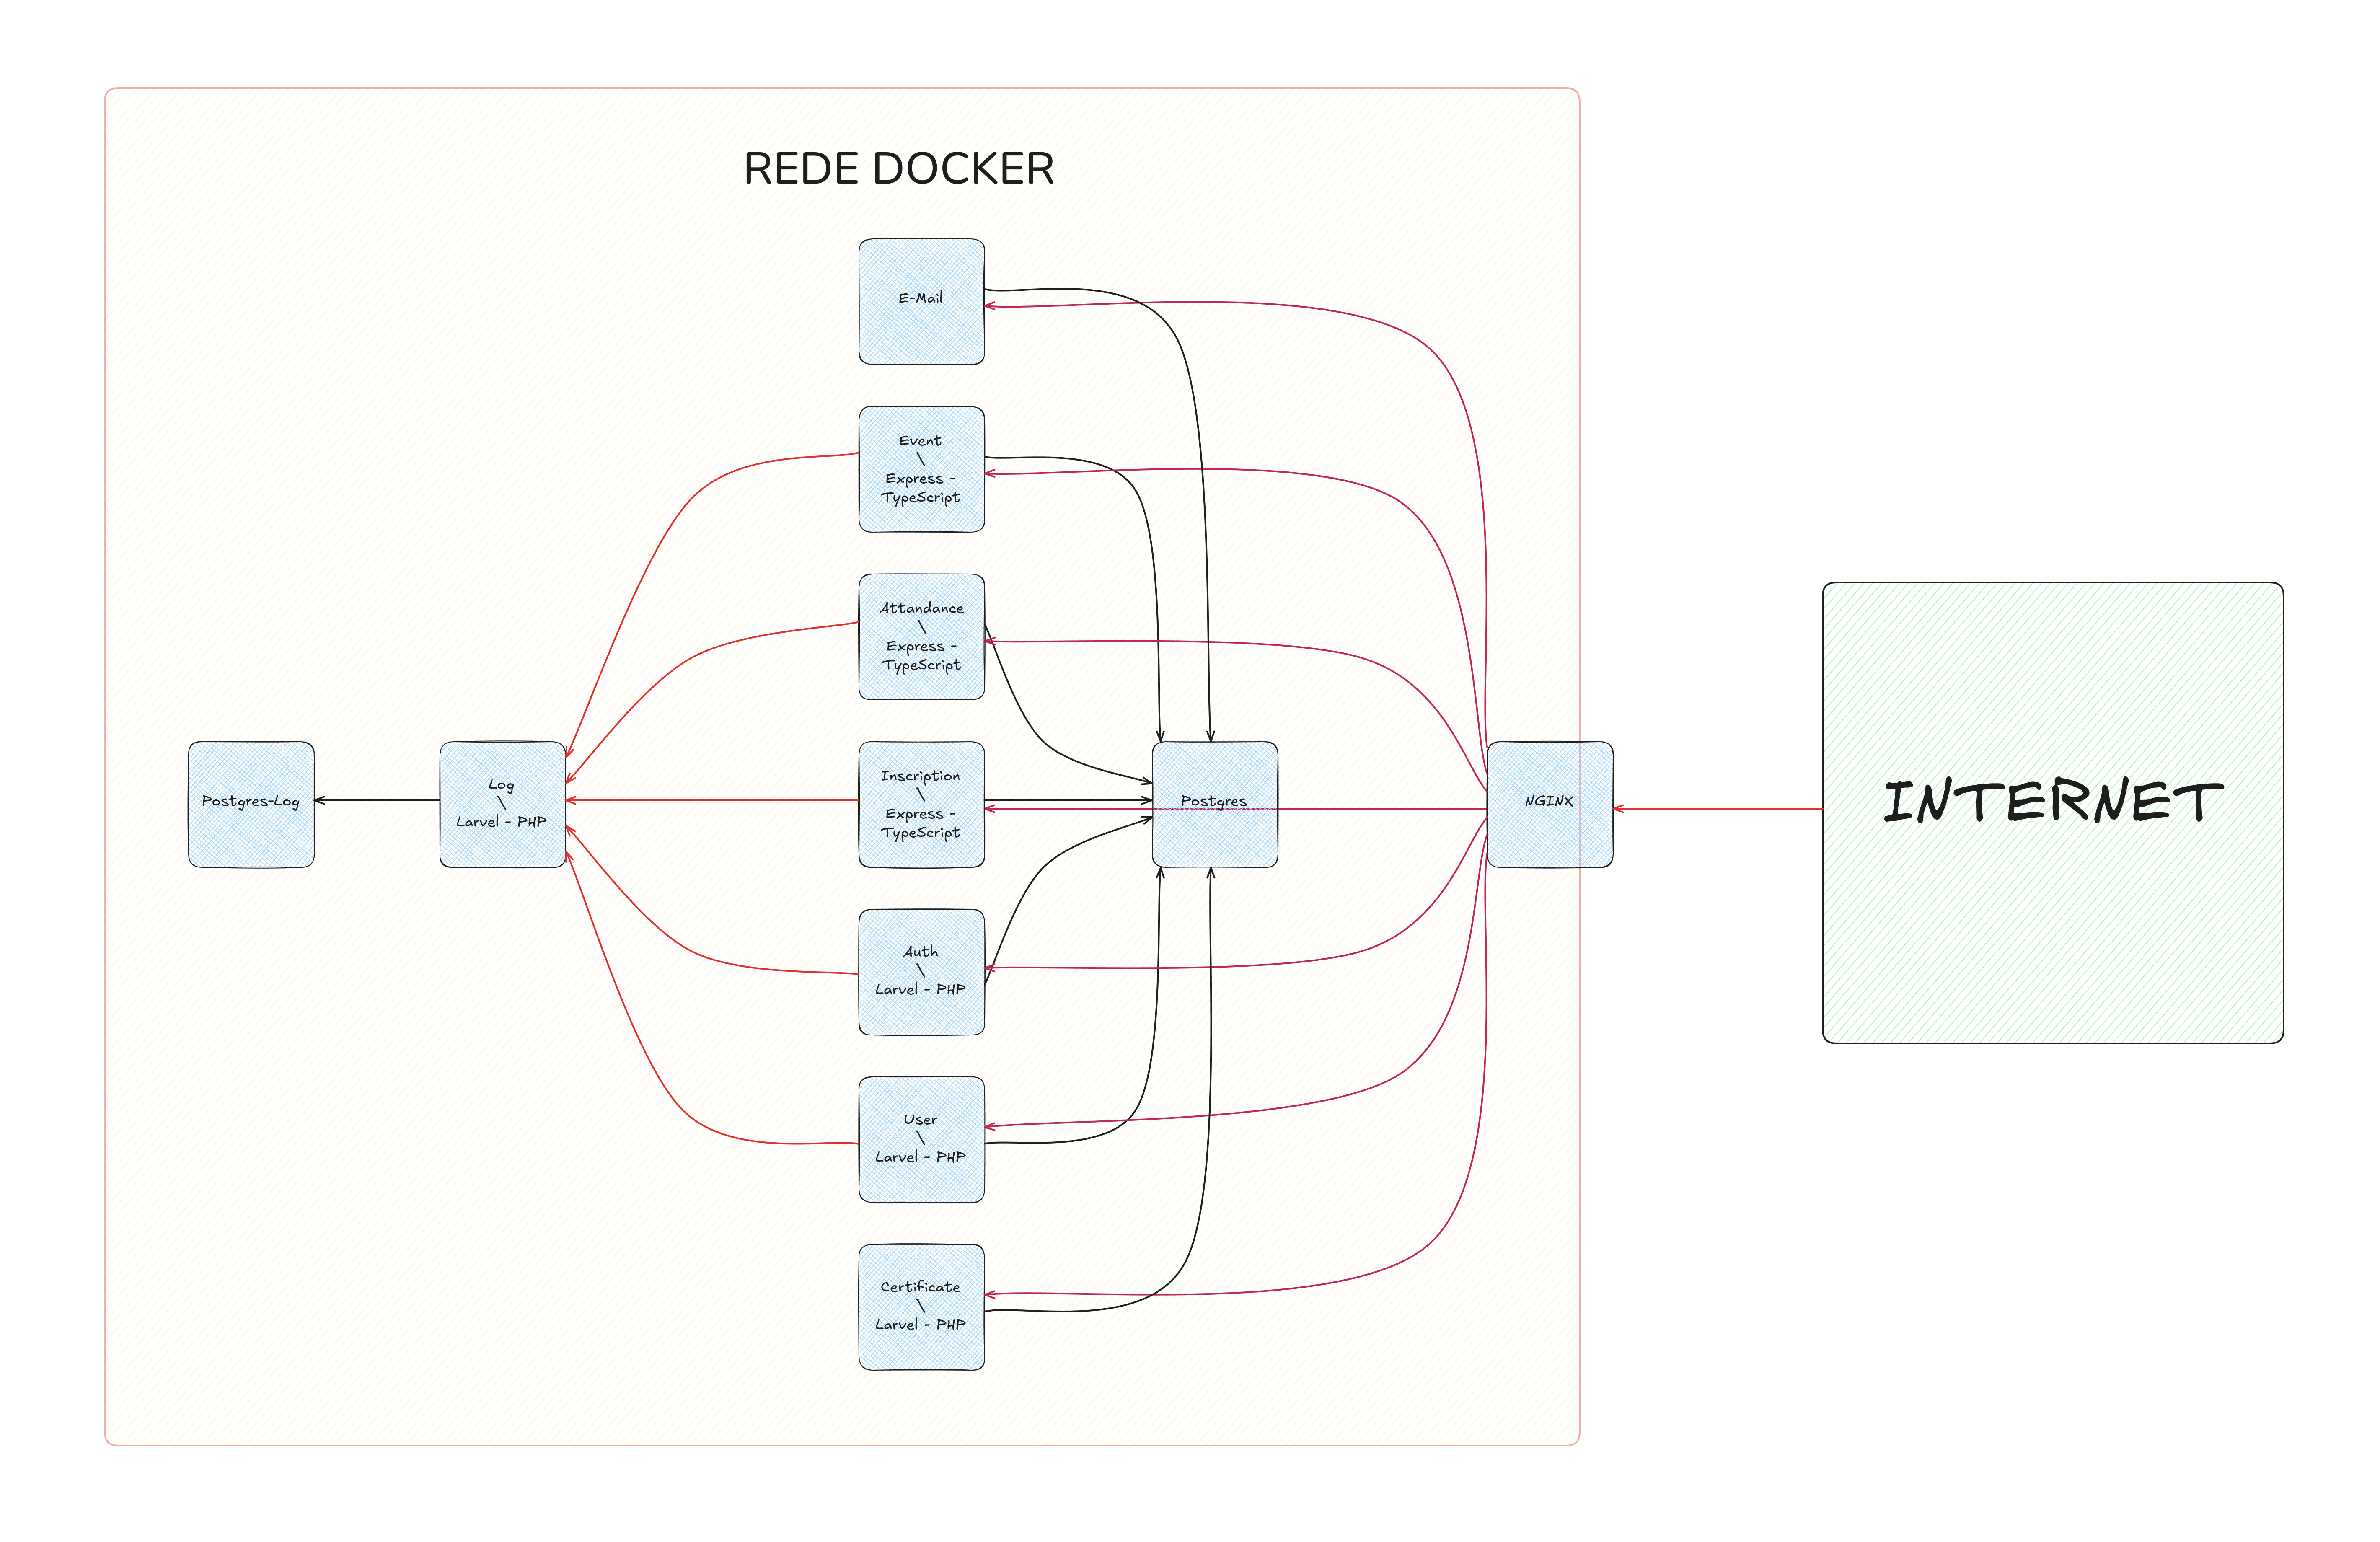 REDE DOCKER
E-Mail
Event
\
Express -
TypeScript
Attandance
\
Express -
TypeScript
Postgres-Log
Log
\
Larvel - PHP
Inscription
\
Express -
TypeScript
Postgres
NGINX
INTERNET
Auth
\
Larvel - PHP
User
\
Larvel - PHP
Certificate
\
Larvel - PHP